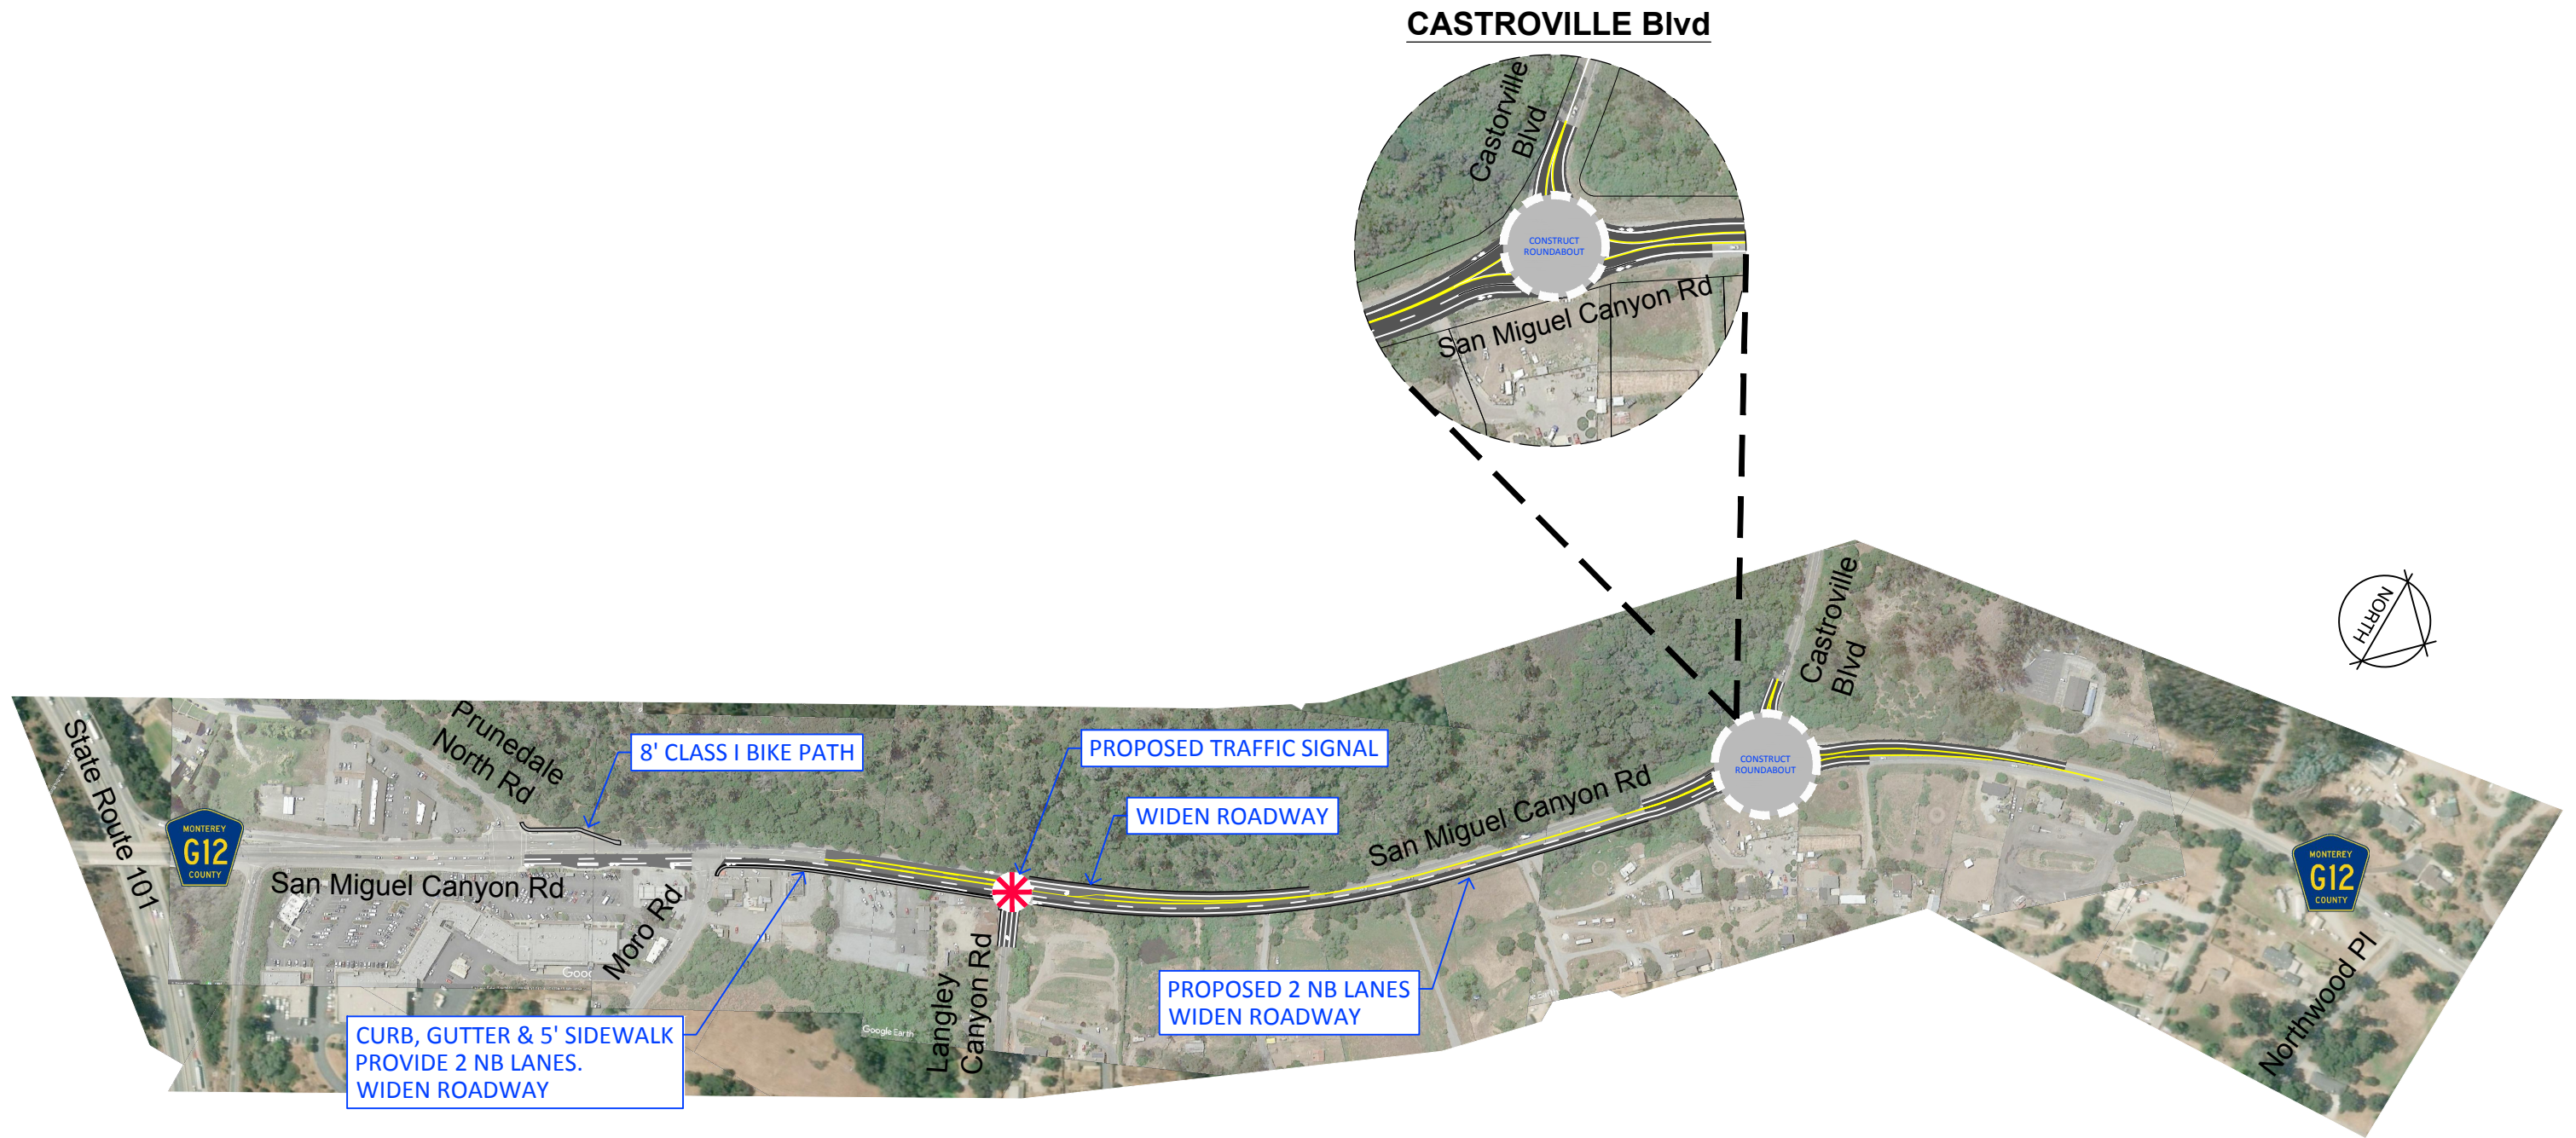 CASTROVILLE Blvd
Castorville
Blvd
CONSTRUCT
ROUNDABOUT
San Miguel Canyon Rd
NORTH
Castroville
Blvd
CONSTRUCT
ROUNDABOUT
State Route 101
MONTEREY
G12
COUNTY
Prunedale
North Rd
8' CLASS I BIKE PATH
PROPOSED TRAFFIC SIGNAL
WIDEN ROADWAY
San Miguel Canyon Rd
San Miguel Canyon Rd
Moro Rd
Langley
Canyon Rd
CURB, GUTTER & 5' SIDEWALK
PROVIDE 2 NB LANES.
WIDEN ROADWAY
PROPOSED 2 NB LANES
WIDEN ROADWAY
MONTEREY
G12
COUNTY
Northwood Pl
Google Earth